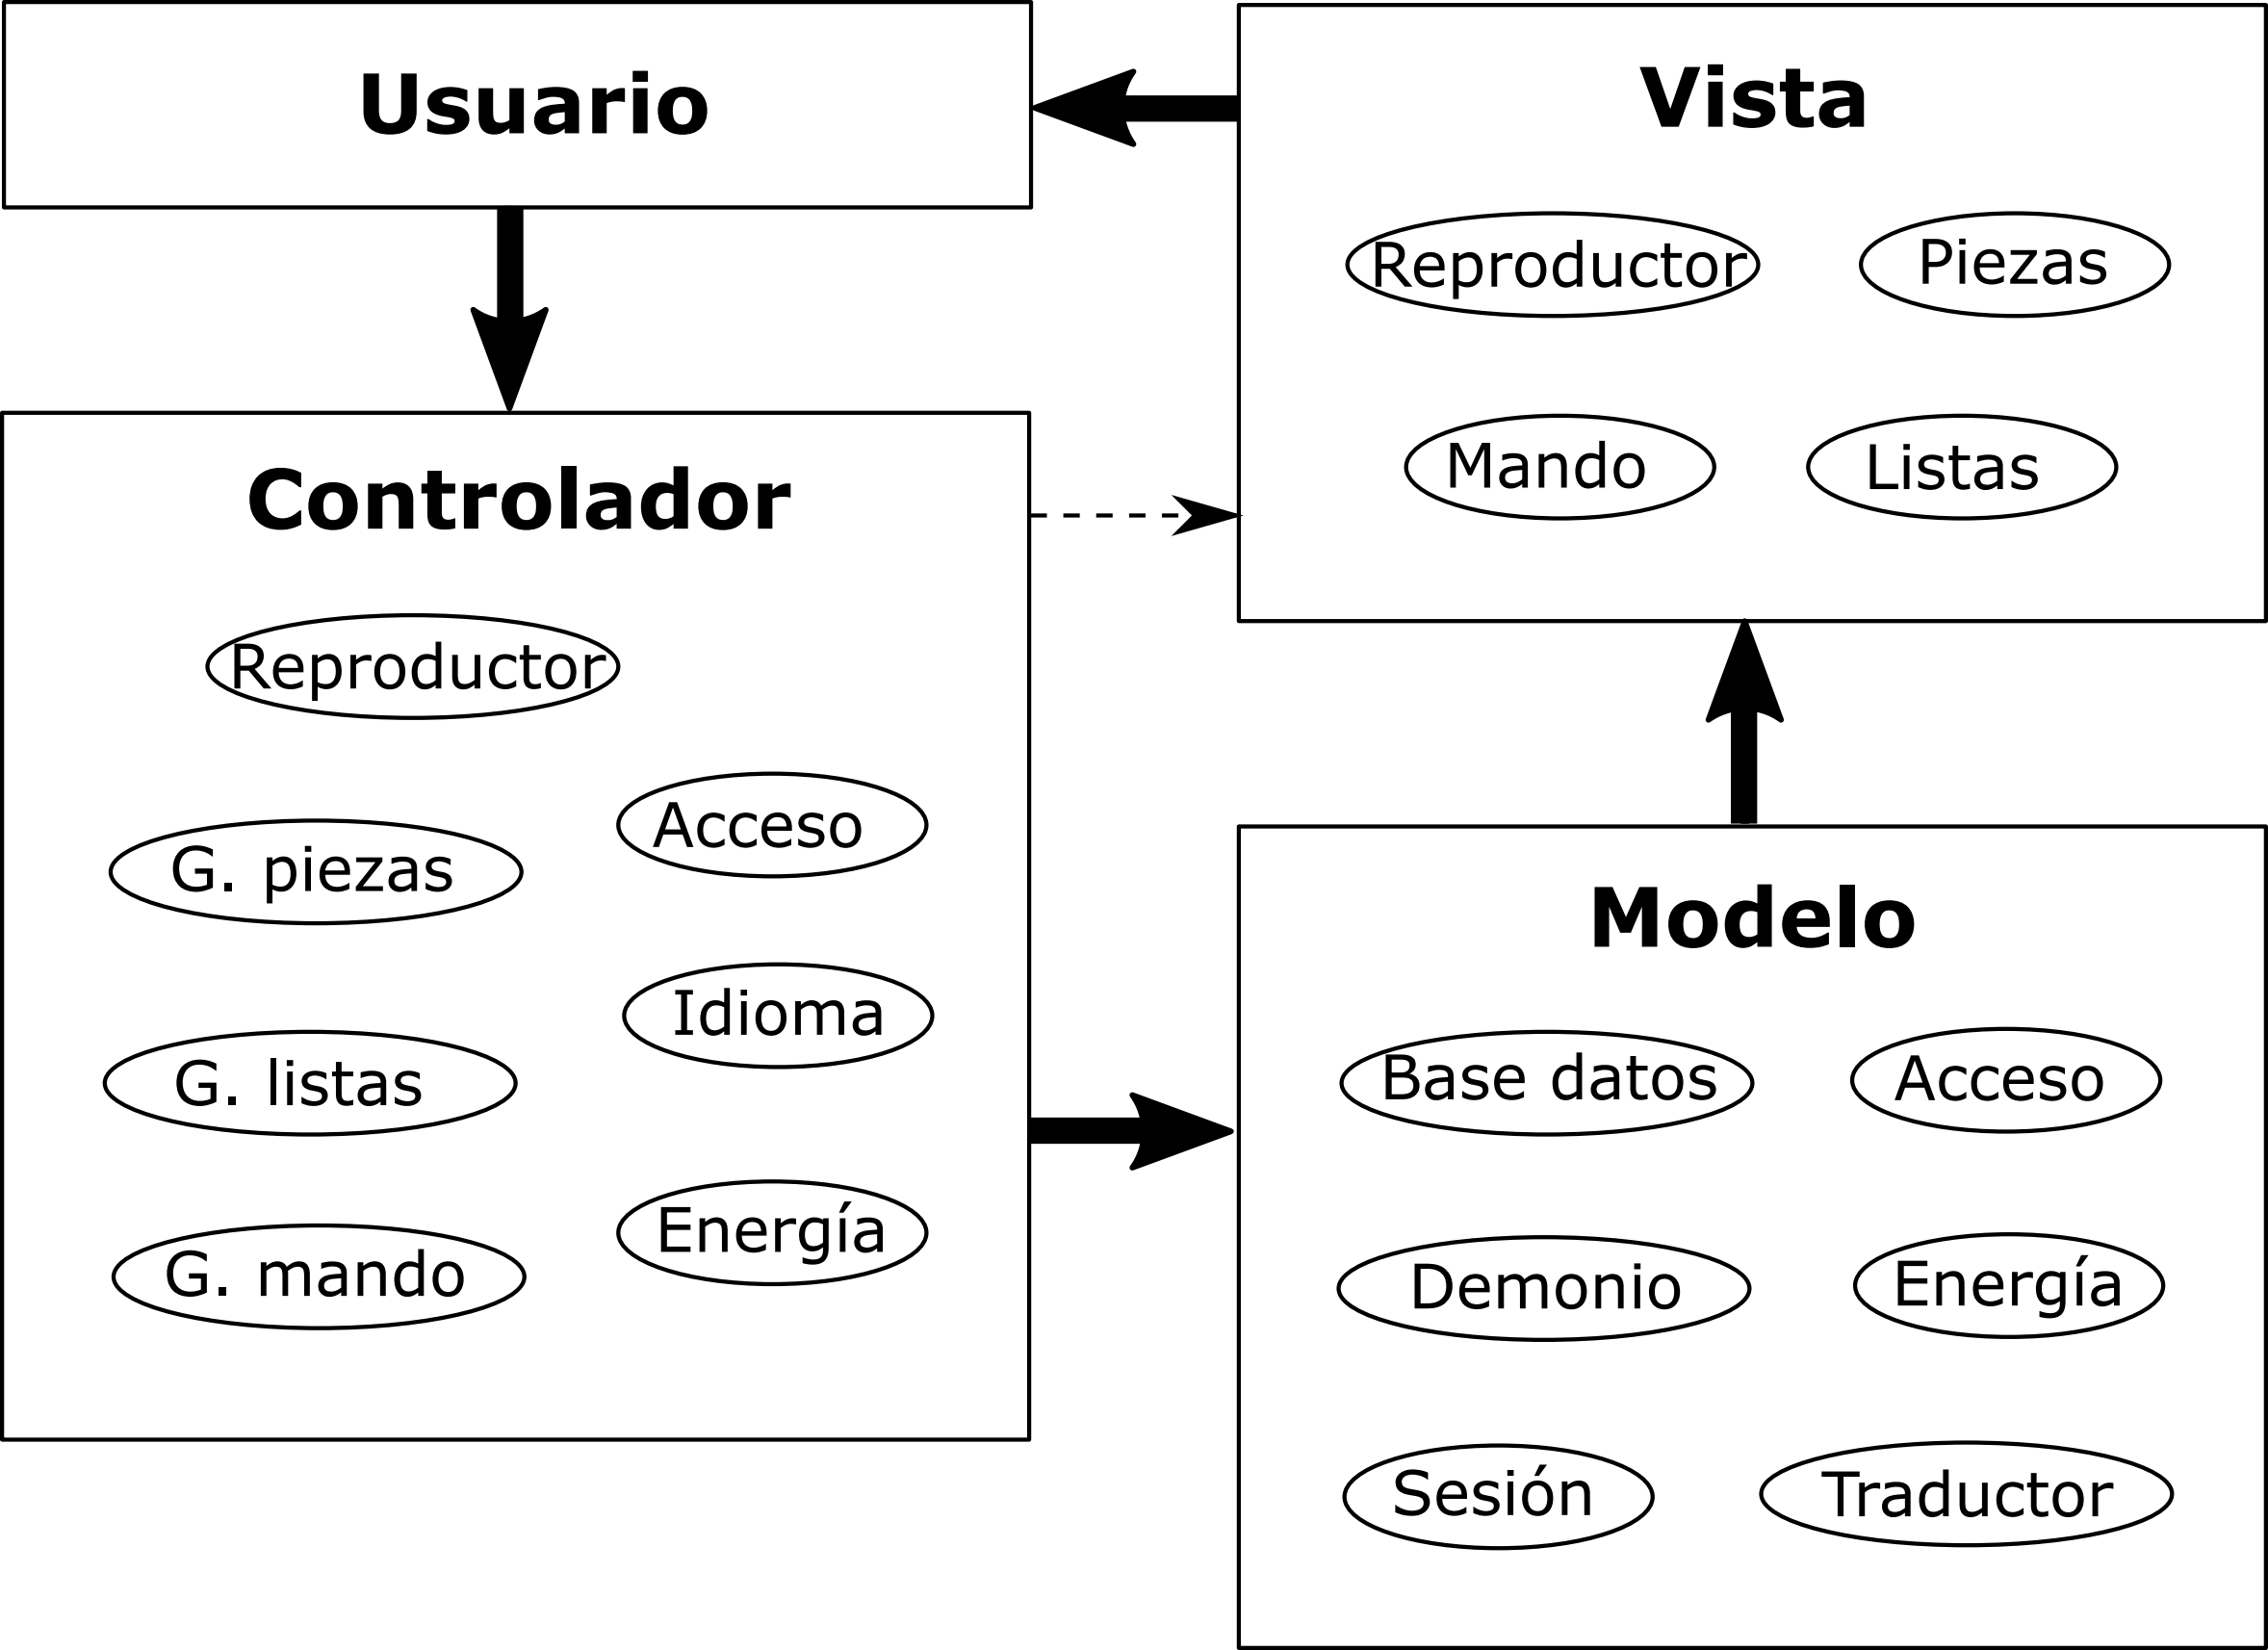 Usuario
Vista
Reproductor
Piezas
Mando
Listas
Controlador
Reproductor
Acceso
G. piezas
Idioma
G. listas
Energía
G. mando
Modelo
Base datos
Acceso
Demonio
Energía
Sesión
Traductor